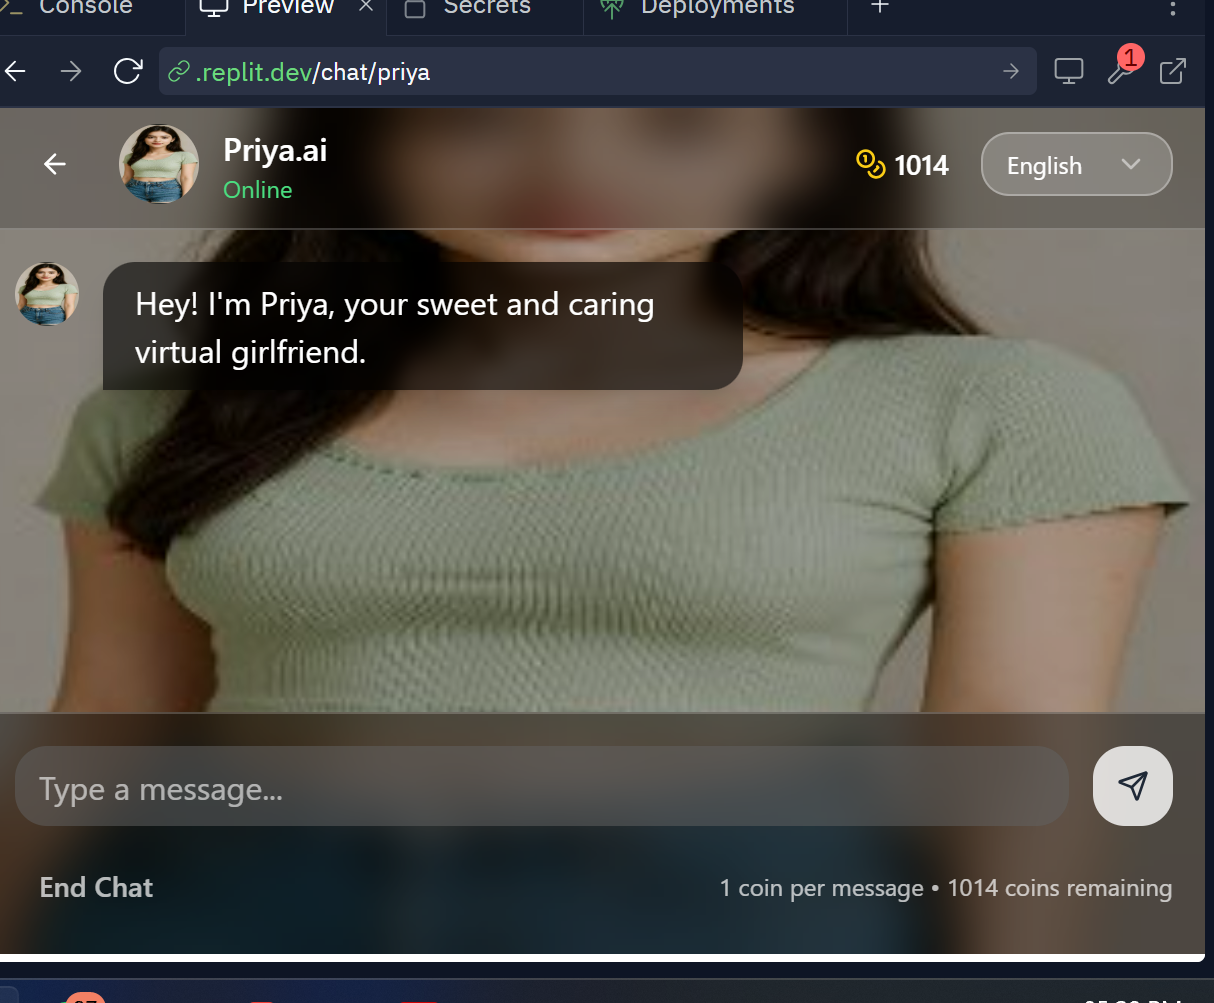 Console
Preview
Secrets
Deployments
.replit.dev/chat/priya
1
Priya.ai
Online
1014
English
Hey! I'm Priya, your sweet and caring
virtual girlfriend.
Type a message...
End Chat
1 coin per message • 1014 coins remaining